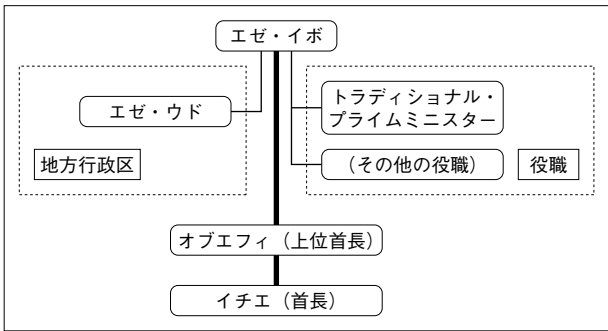 エゼ・イボ
エゼ・ウド
地方行政区
トラディショナル・
プライムミニスター
（その他の役職）
役職
オブエフィ（上位首長）
イチエ（首長）